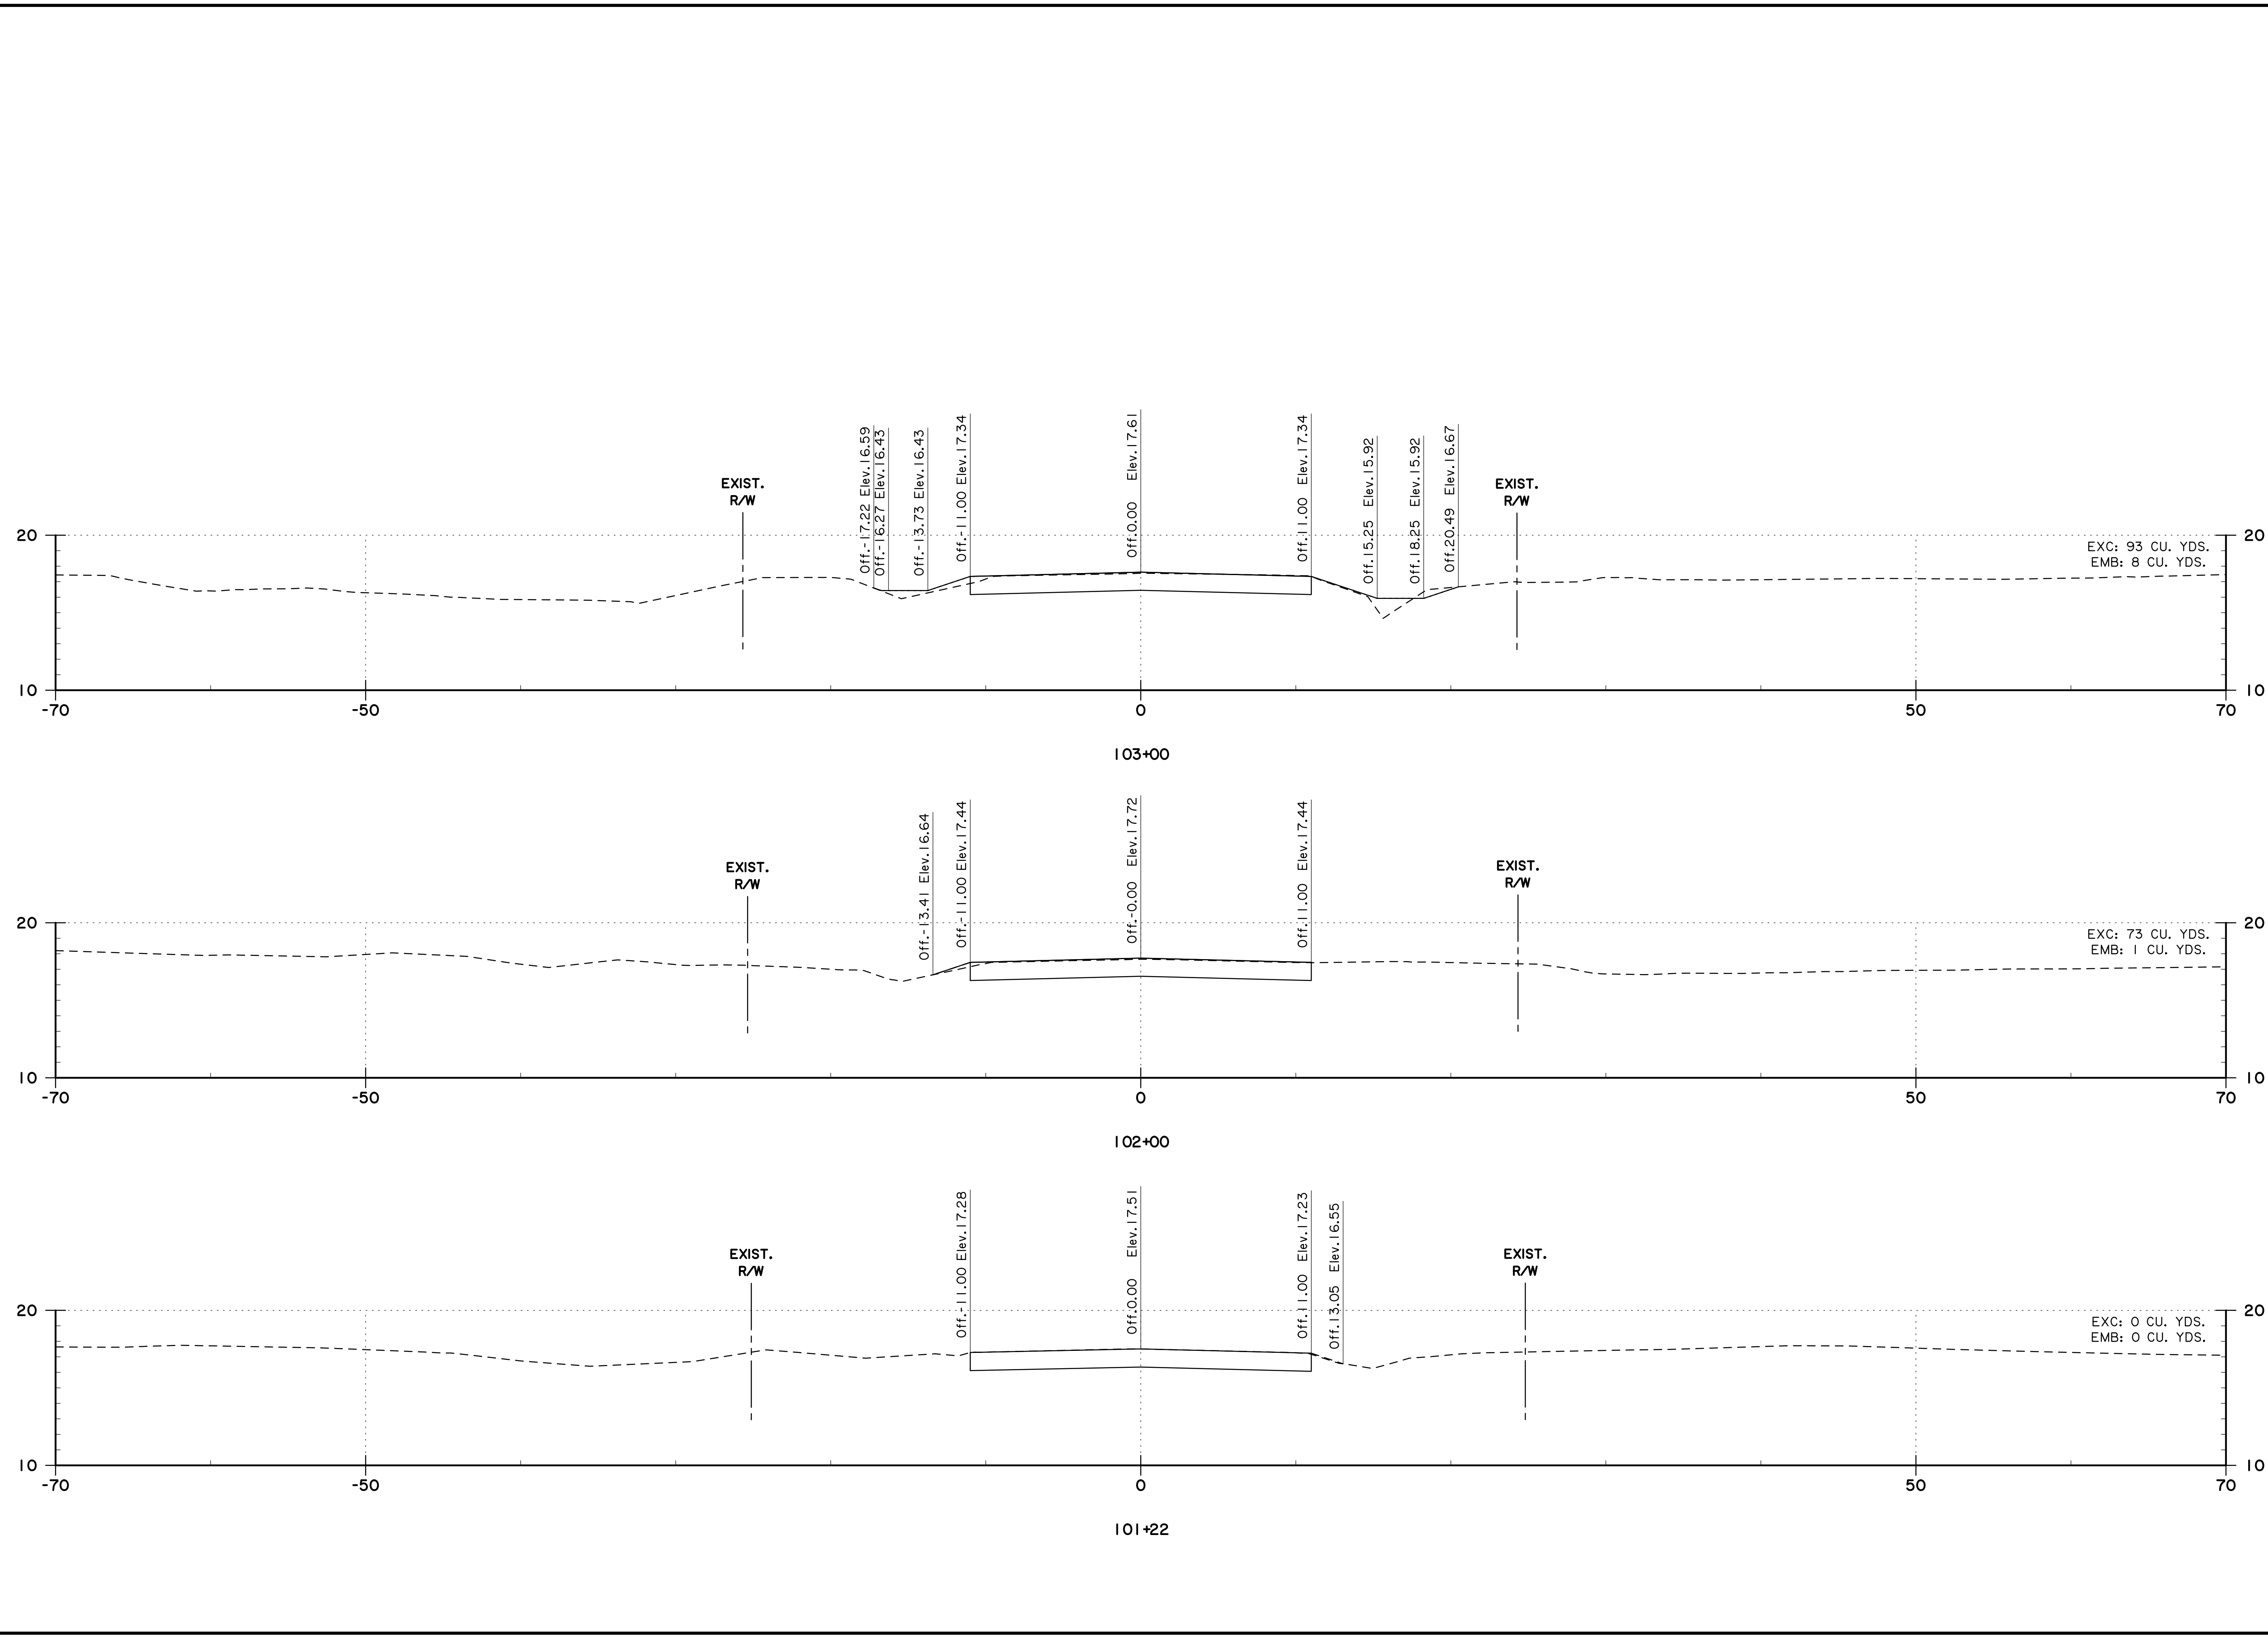 Off.-17.22 Elev.16.59
Off.-16.27 Elev.16.43
Off.-13.73 Elev.16.43
Off.-11.00 Elev.17.34
Off.0.00 Elev.17.61
Off.11.00 Elev.17.34
Off.15.25 Elev.15.92
Off.18.25 Elev.15.92
Off.20.49 Elev.16.67
EXIST.
R/W
EXIST.
R/W
20
20
EXC: 93 CU. YDS.
EMB: 8 CU. YDS.
10
10
-70
-50
0
50
70
103+00
Off.-13.41 Elev.16.64
Off.-11.00 Elev.17.44
Off.-0.00 Elev.17.72
Off.11.00 Elev.17.44
EXIST.
R/W
EXIST.
R/W
20
20
EXC: 73 CU. YDS.
EMB: 1 CU. YDS.
10
10
-70
-50
0
50
70
102+00
Off.-11.00 Elev.17.28
Off.0.00 Elev.17.51
Off.11.00 Elev.17.23
Off.13.05 Elev.16.55
EXIST.
R/W
EXIST.
R/W
20
20
EXC: 0 CU. YDS.
EMB: 0 CU. YDS.
10
10
-70
-50
0
50
70
101+22